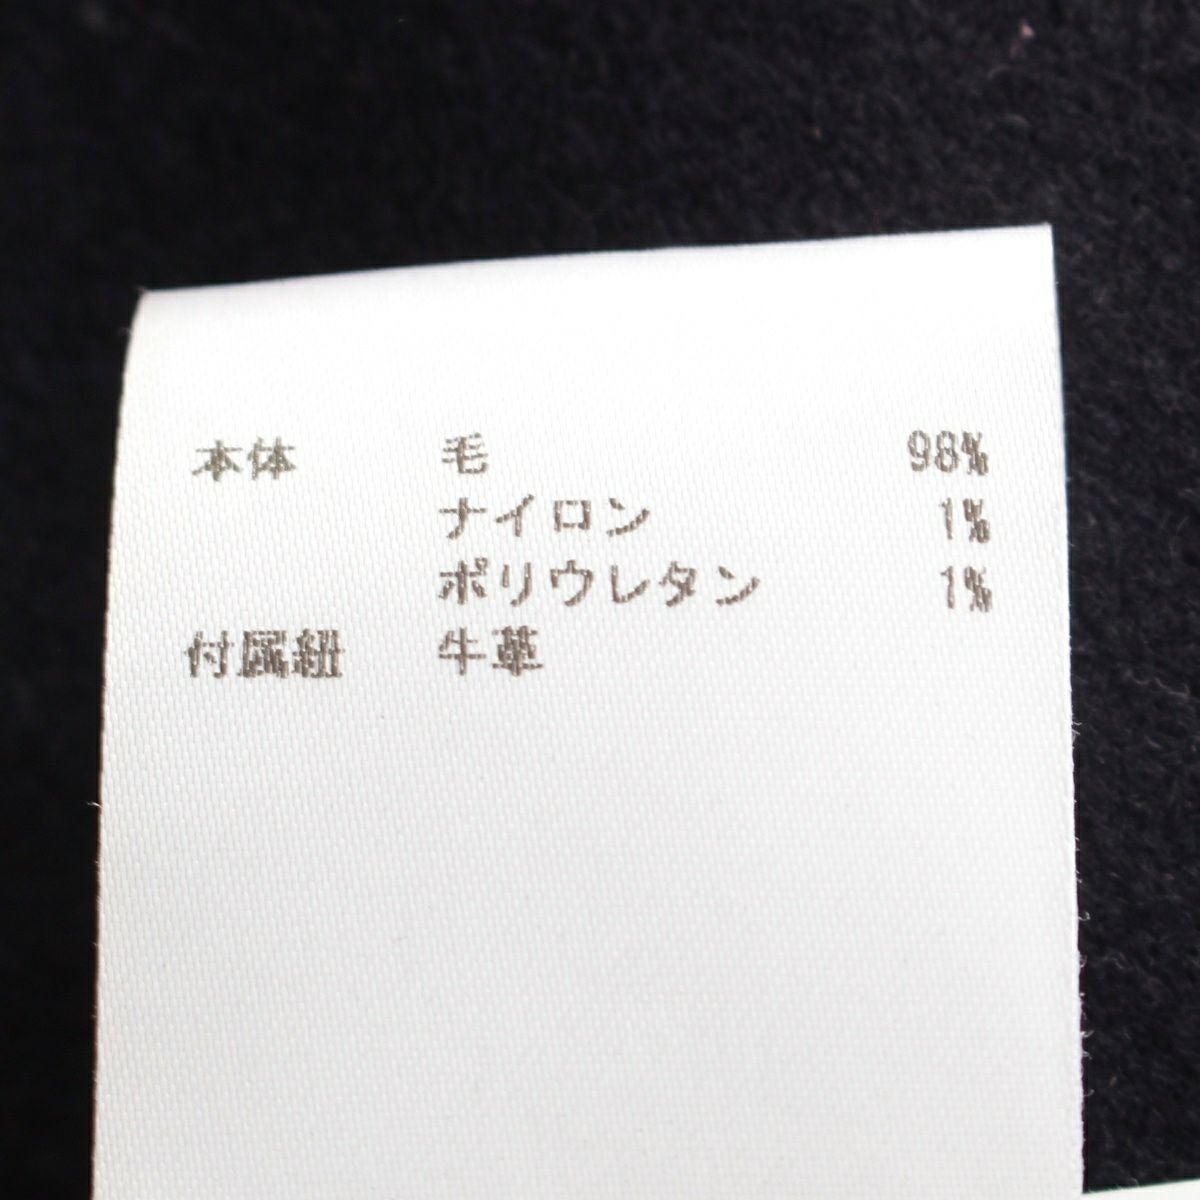 本体 毛 98%
ナイロン 1%
ポリウレタン 1%
付属紐 牛革